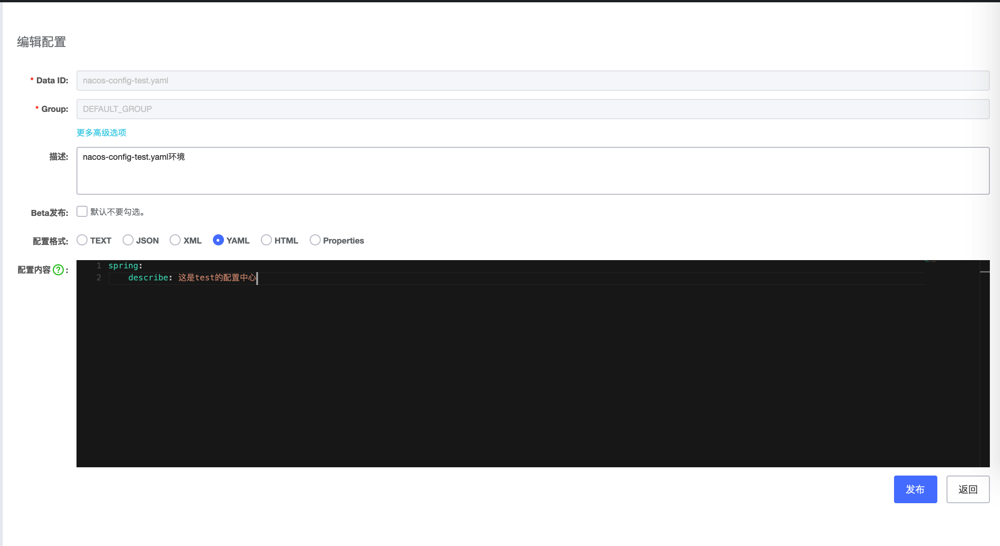 编辑配置
* Data ID: nacos-config-test.yaml
* Group: DEFAULT_GROUP
更多高级选项
描述: nacos-config-test.yaml环境
Beta发布: 默认不要勾选。
配置格式: TEXT JSON XML YAML HTML Properties
配置内容 ? :
1 spring:
2 describe: 这是test的配置中心
发布 返回